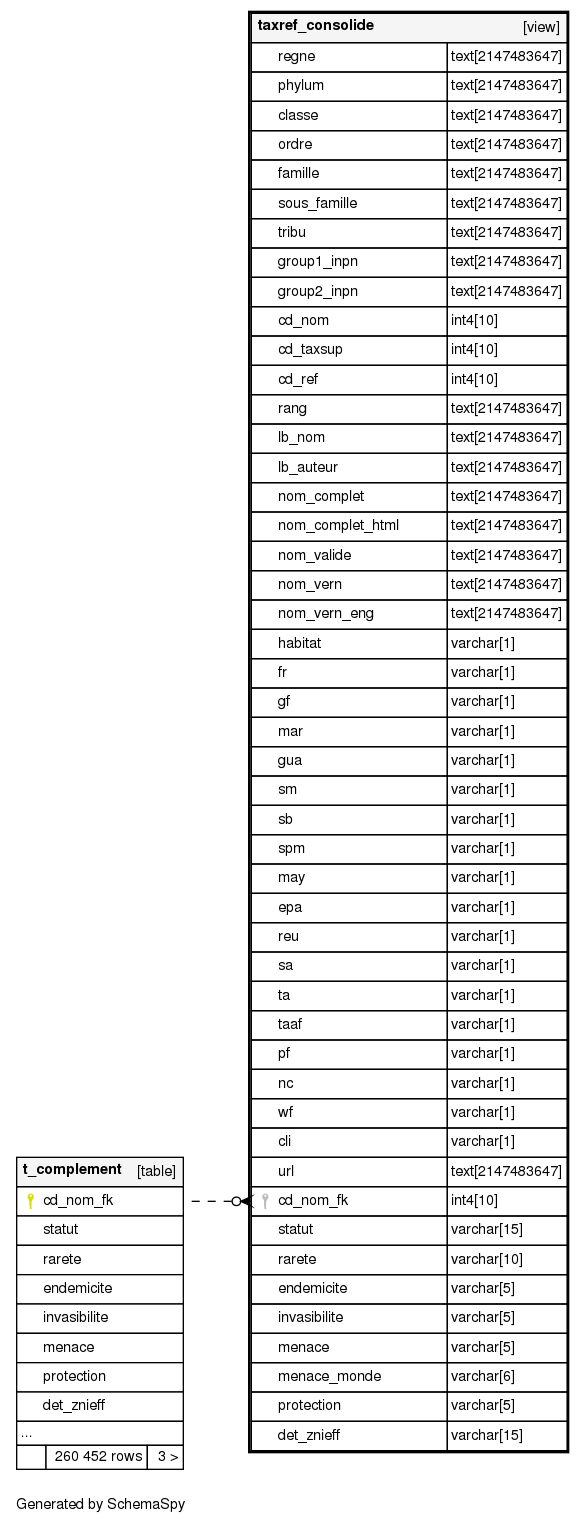 taxref_consolide [view]
regne text[2147483647]
phylum text[2147483647]
classe text[2147483647]
ordre text[2147483647]
famille text[2147483647]
sous_famille text[2147483647]
tribu text[2147483647]
group1_inpn text[2147483647]
group2_inpn text[2147483647]
cd_nom int4[10]
cd_taxsup int4[10]
cd_ref int4[10]
rang text[2147483647]
lb_nom text[2147483647]
lb_auteur text[2147483647]
nom_complet text[2147483647]
nom_complet_html text[2147483647]
nom_valide text[2147483647]
nom_vern text[2147483647]
nom_vern_eng text[2147483647]
habitat varchar[1]
fr varchar[1]
gf varchar[1]
mar varchar[1]
gua varchar[1]
sm varchar[1]
sb varchar[1]
spm varchar[1]
may varchar[1]
epa varchar[1]
reu varchar[1]
sa varchar[1]
ta varchar[1]
taaf varchar[1]
pf varchar[1]
nc varchar[1]
wf varchar[1]
cli varchar[1]
url text[2147483647]
cd_nom_fk int4[10]
statut varchar[15]
rarete varchar[10]
endemicite varchar[5]
invasibilite varchar[5]
menace varchar[5]
menace_monde varchar[6]
protection varchar[5]
det_znieff varchar[15]
t_complement [table]
cd_nom_fk
statut
rarete
endemicite
invasibilite
menace
protection
det_znieff
...
260 452 rows 3 >
Generated by SchemaSpy